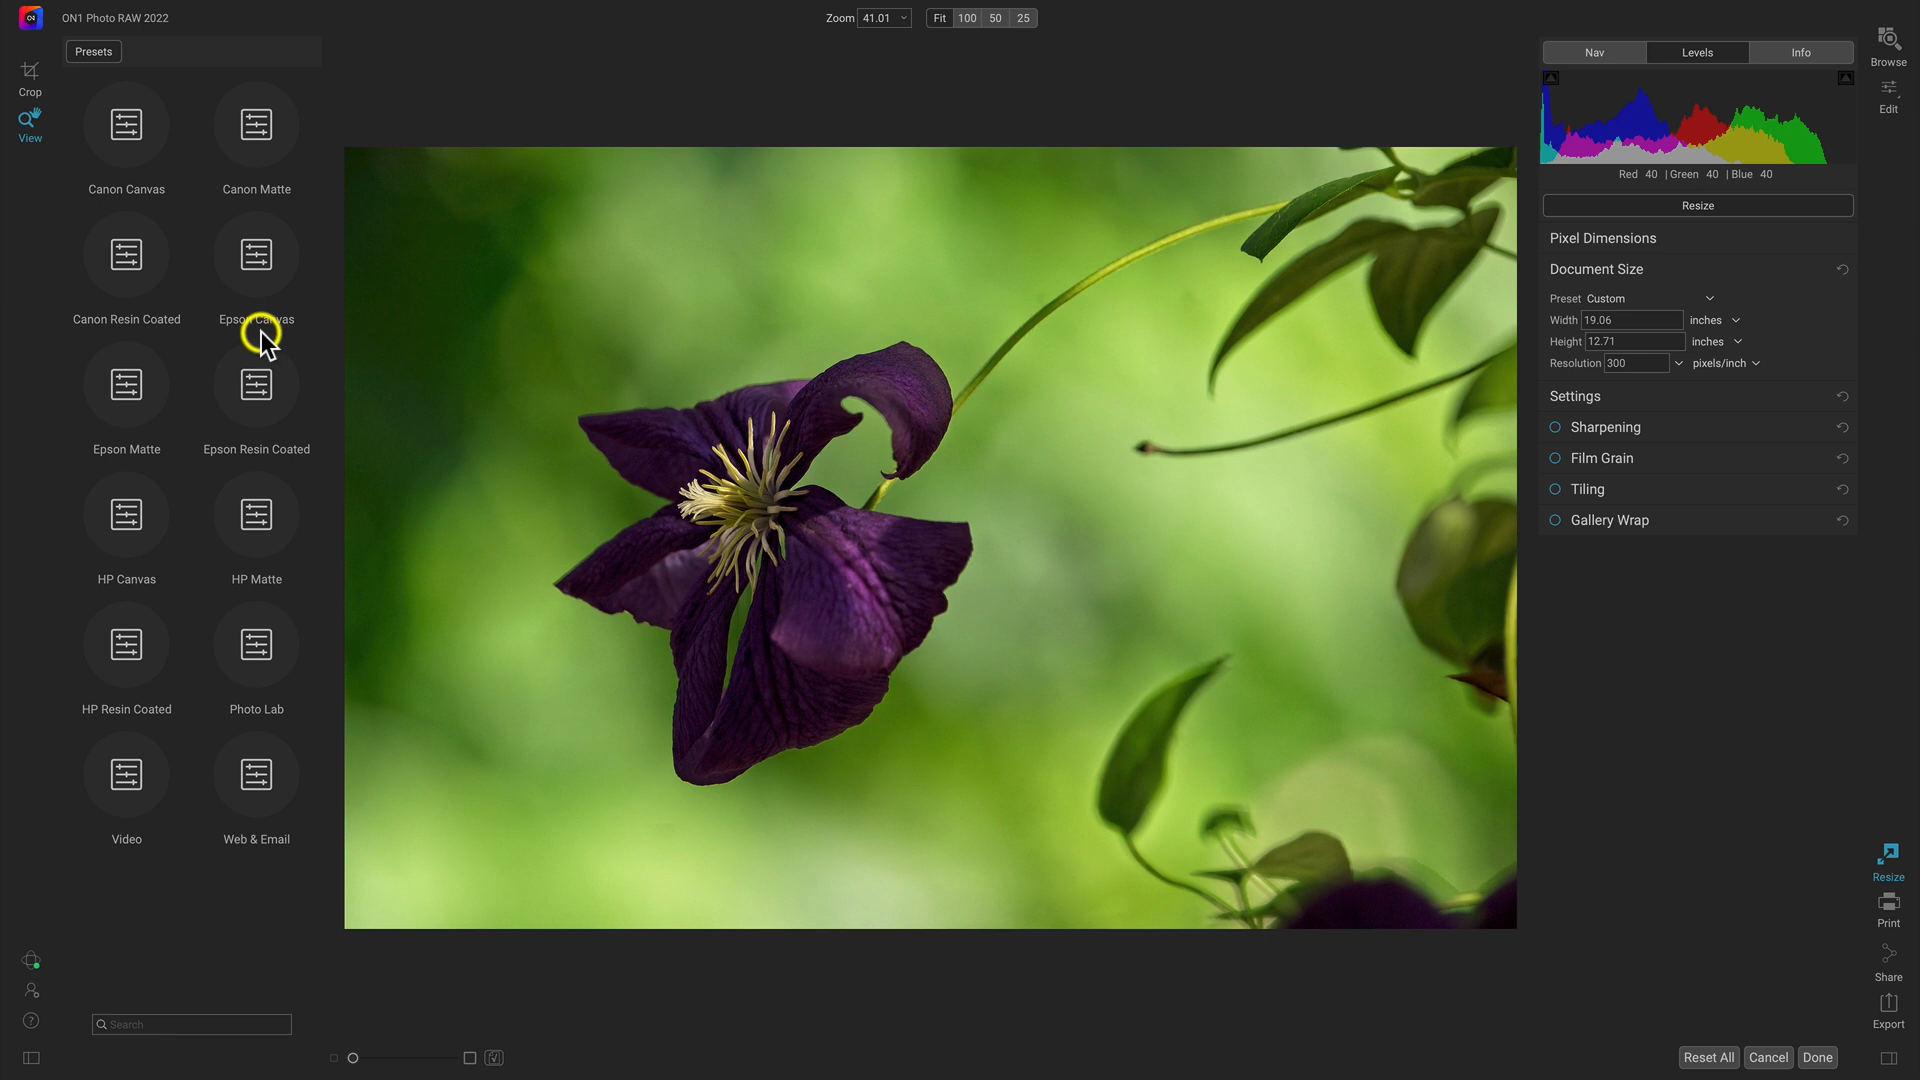 ON1 Photo RAW 2022
Zoom 41.01 Fit 100 50 25
Presets
Crop
View
Canon Canvas Canon Matte
Canon Resin Coated Epson Canvas
Epson Matte Epson Resin Coated
HP Canvas HP Matte
HP Resin Coated Photo Lab
Video Web & Email
Search
Nav Levels Info
Red 40 | Green 40 | Blue 40
Resize
Pixel Dimensions
Document Size
Preset Custom
Width 19.06 inches
Height 12.71 inches
Resolution 300 pixels/inch
Settings
Sharpening
Film Grain
Tiling
Gallery Wrap
Browse
Edit
Resize
Print
Share
Export
Reset All Cancel Done